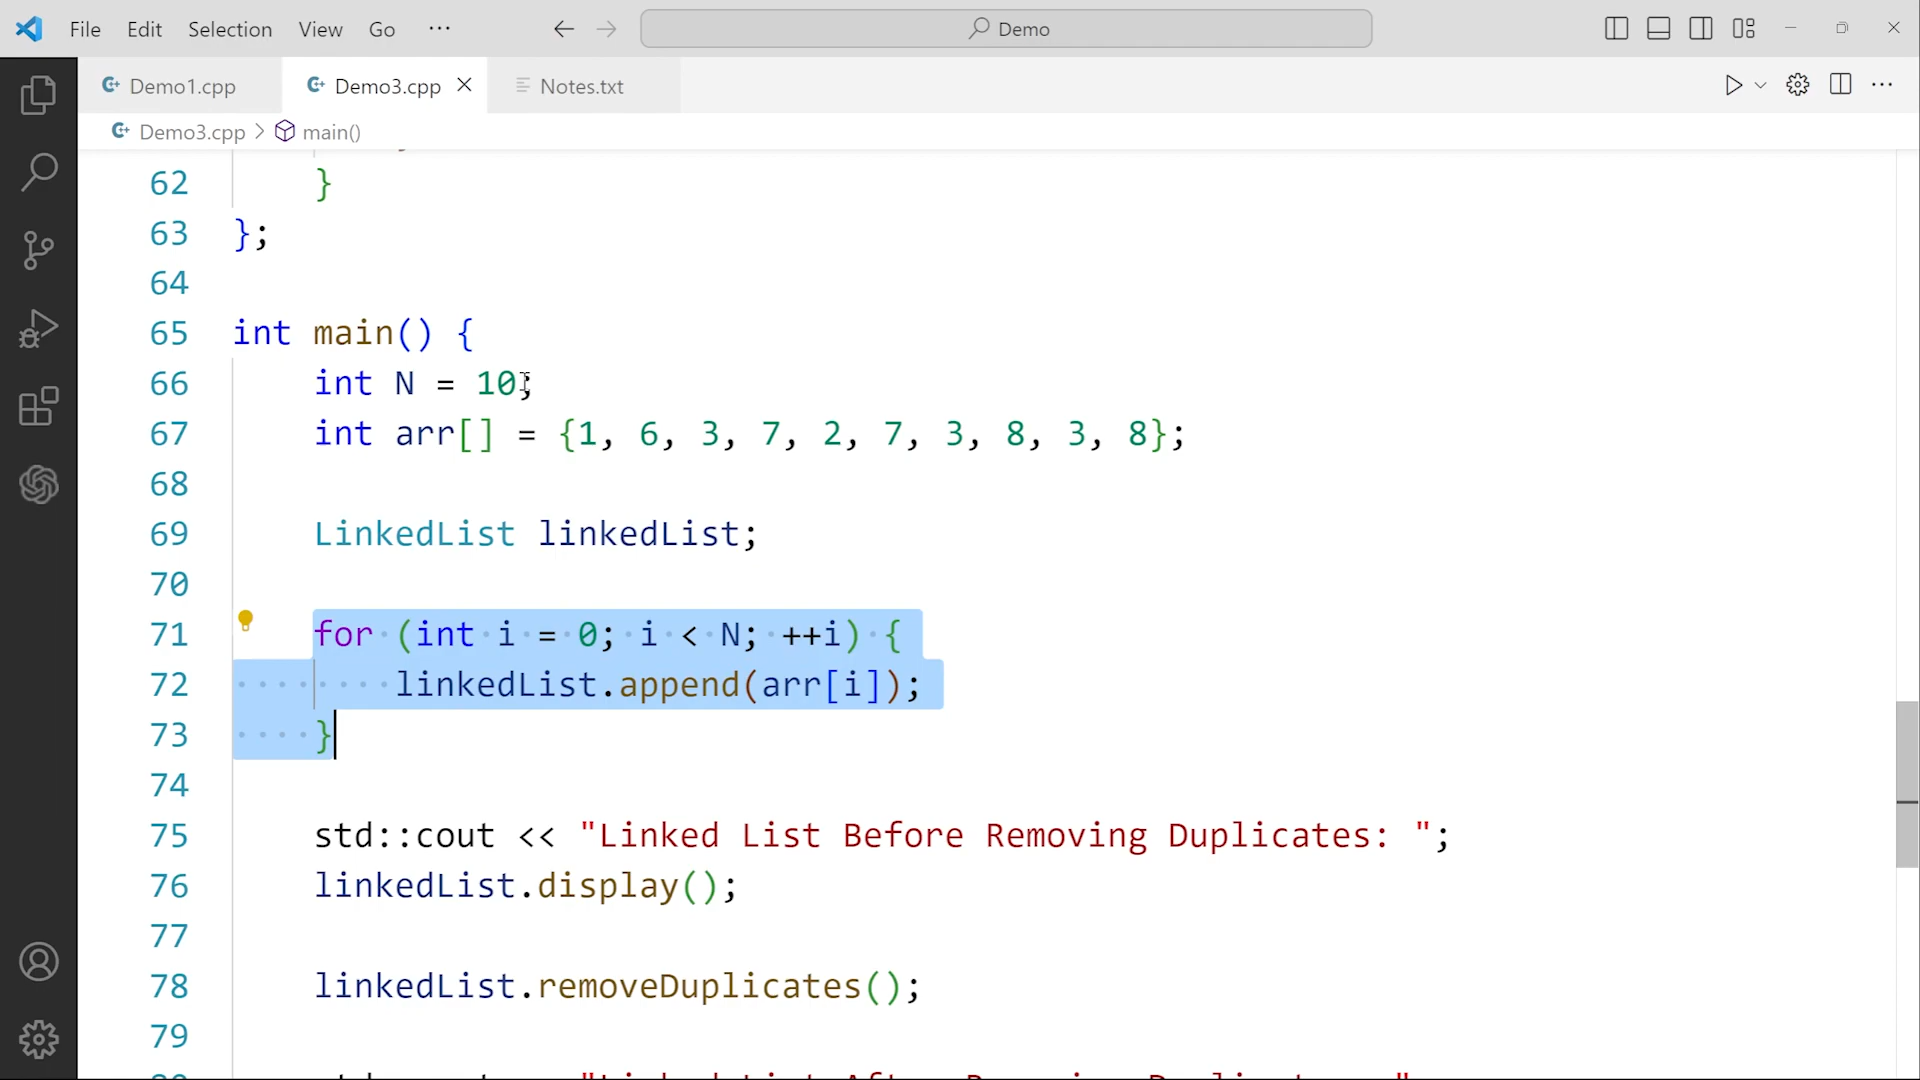 File Edit Selection View Go ··· Demo
Demo1.cpp Demo3.cpp Notes.txt
Demo3.cpp > main()
62 }
63 };
64
65 int main() {
66 int N = 10;
67 int arr[] = {1, 6, 3, 7, 2, 7, 3, 8, 3, 8};
68
69 LinkedList linkedList;
70
71 for (int i = 0; i < N; ++i) {
72 linkedList.append(arr[i]);
73 }
74
75 std::cout << "Linked List Before Removing Duplicates: ";
76 linkedList.display();
77
78 linkedList.removeDuplicates();
79